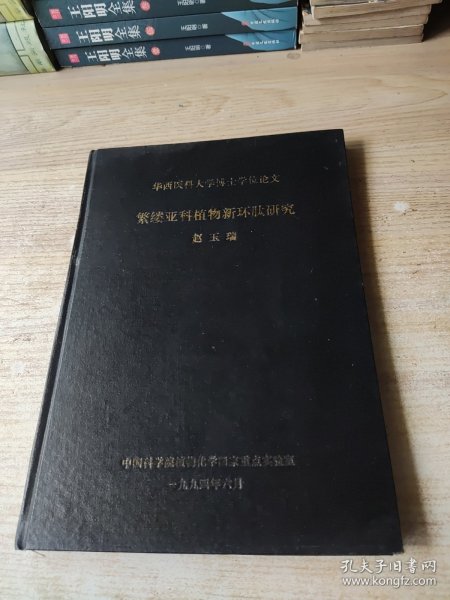 王阳明全集
王阳明全集
王阳明全集
华西医科大学博士学位论文
繁缕亚科植物新环肽研究
赵玉瑞
中国科学院植物化学国家重点实验室
一九九四年六月
孔夫子旧书网
www.kongfz.com